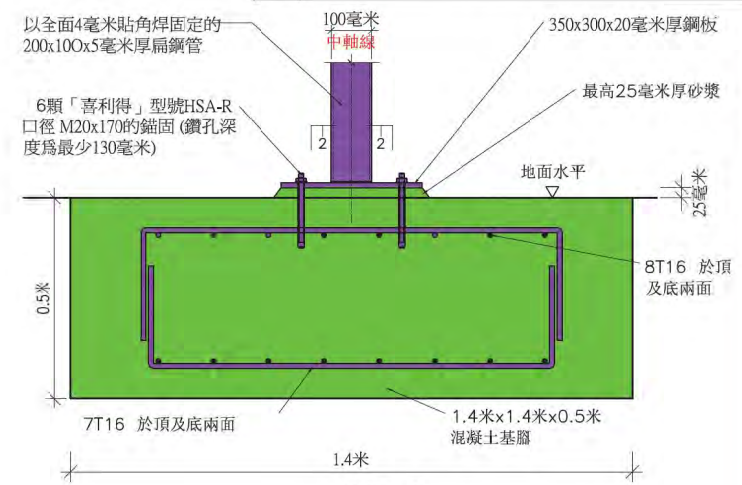 以全面4毫米貼角焊固定的
200x10Ox5毫米厚扁鋼管
100毫米
中軸線
350x300x20毫米厚鋼板
6顆「喜利得」型號HSA-R
口徑 M20x170的錨固 (鑽孔深
度爲最少130毫米)
最高25毫米厚砂漿
2
2
地面水平
25毫米
0.5米
8T16 於頂
及底兩面
7T16 於頂及底兩面
1.4米x1.4米x0.5米
混凝土基腳
1.4米